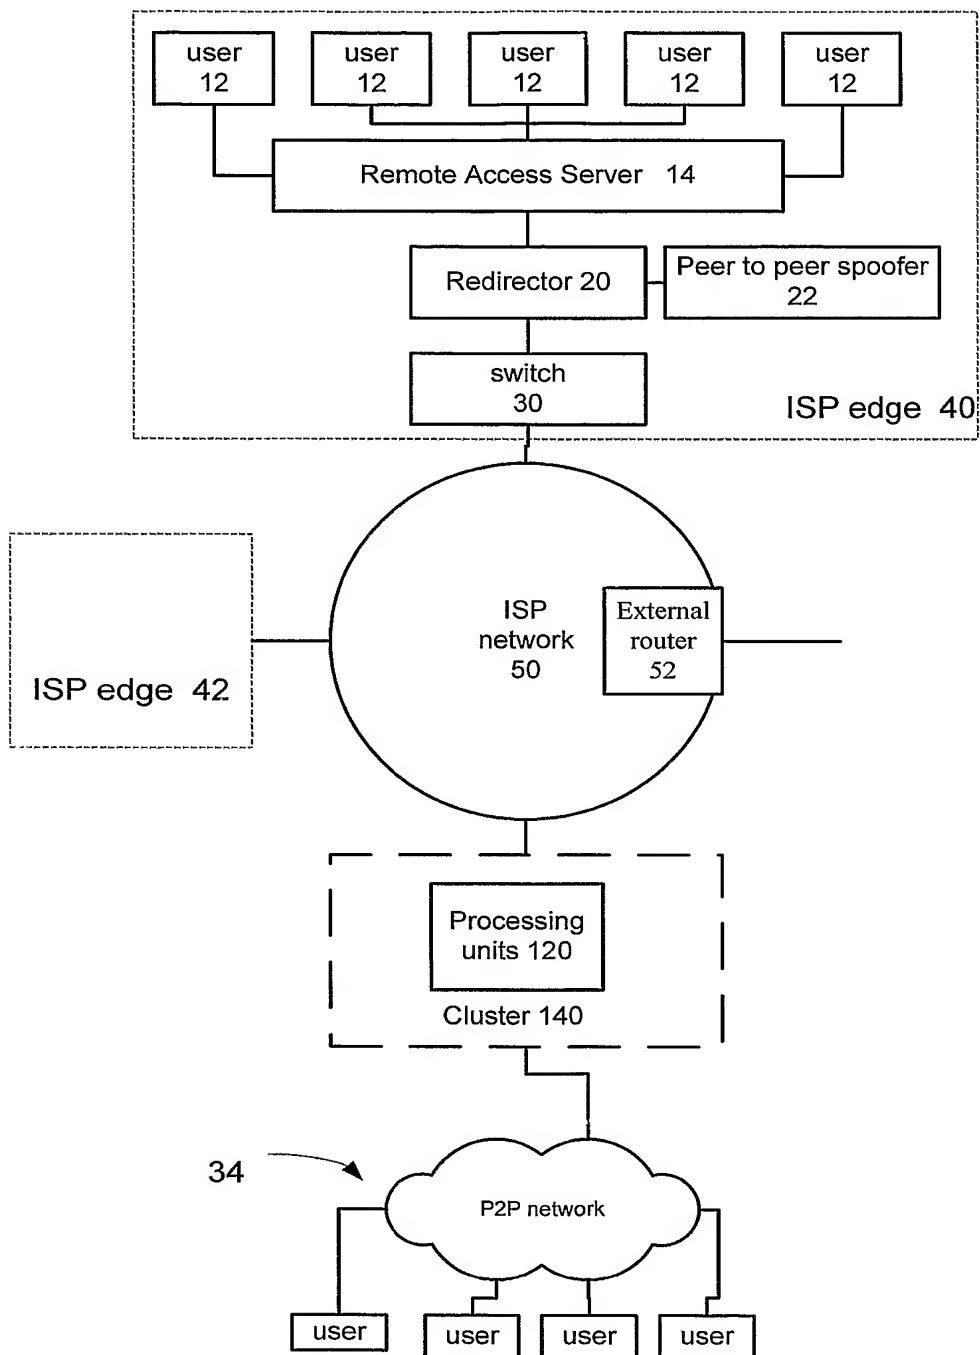 user
12
user
12
user
12
user
12
user
12
Remote Access Server 14
Redirector 20
Peer to peer spoofer
22
switch
30
ISP edge 40
ISP edge 42
ISP
network
50
External
router
52
Processing
units 120
Cluster 140
34
P2P network
user
user
user
user